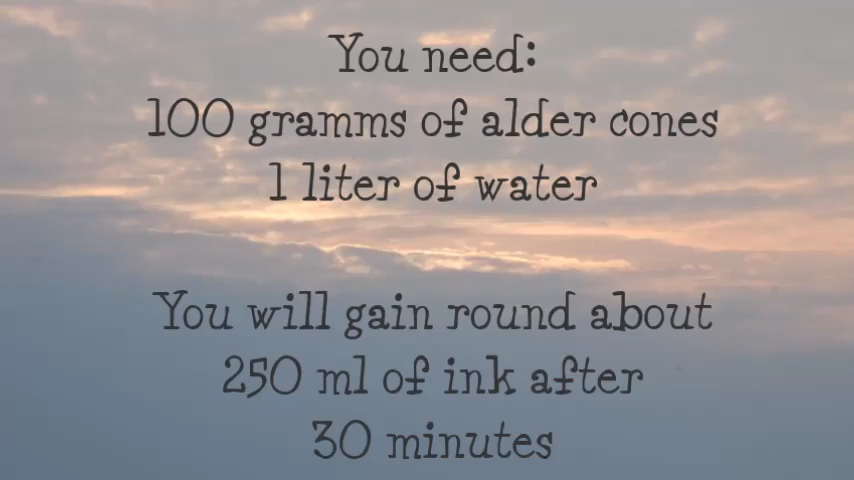 You need:
100 gramms of alder cones
1 liter of water
You will gain round about
250 ml of ink after
30 minutes